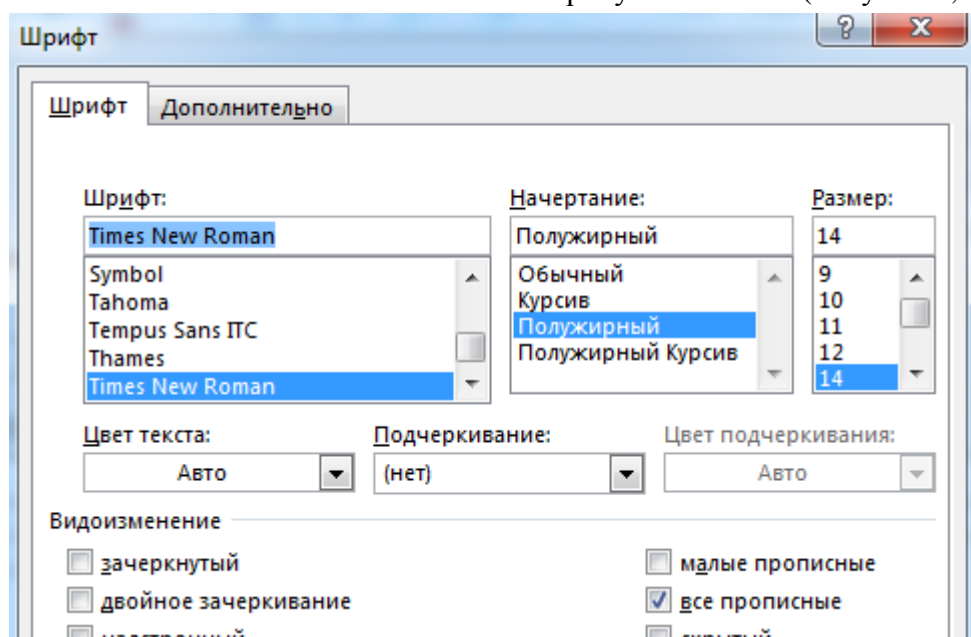 Шрифт
Шрифт Дополнительно
Шрифт: Начертание: Размер:
Times New Roman Полужирный 14
Symbol Обычный 9
Tahoma Курсив 10
Tempus Sans ITC Полужирный 11
Thames Полужирный Курсив 12
Times New Roman 14
Цвет текста: Подчеркивание: Цвет подчеркивания:
Авто (нет) Авто
Видоизменение
зачеркнутый малые прописные
двойное зачеркивание все прописные